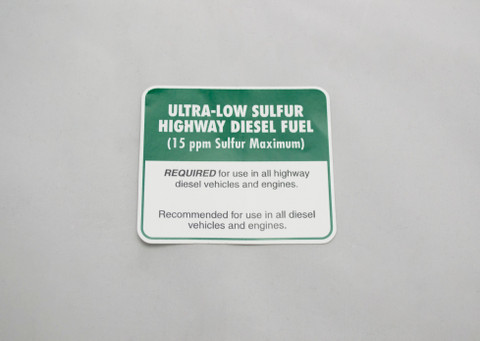 ULTRA-LOW SULFUR
HIGHWAY DIESEL FUEL
(15 ppm Sulfur Maximum)
REQUIRED for use in all highway
diesel vehicles and engines.
Recommended for use in all diesel
vehicles and engines.